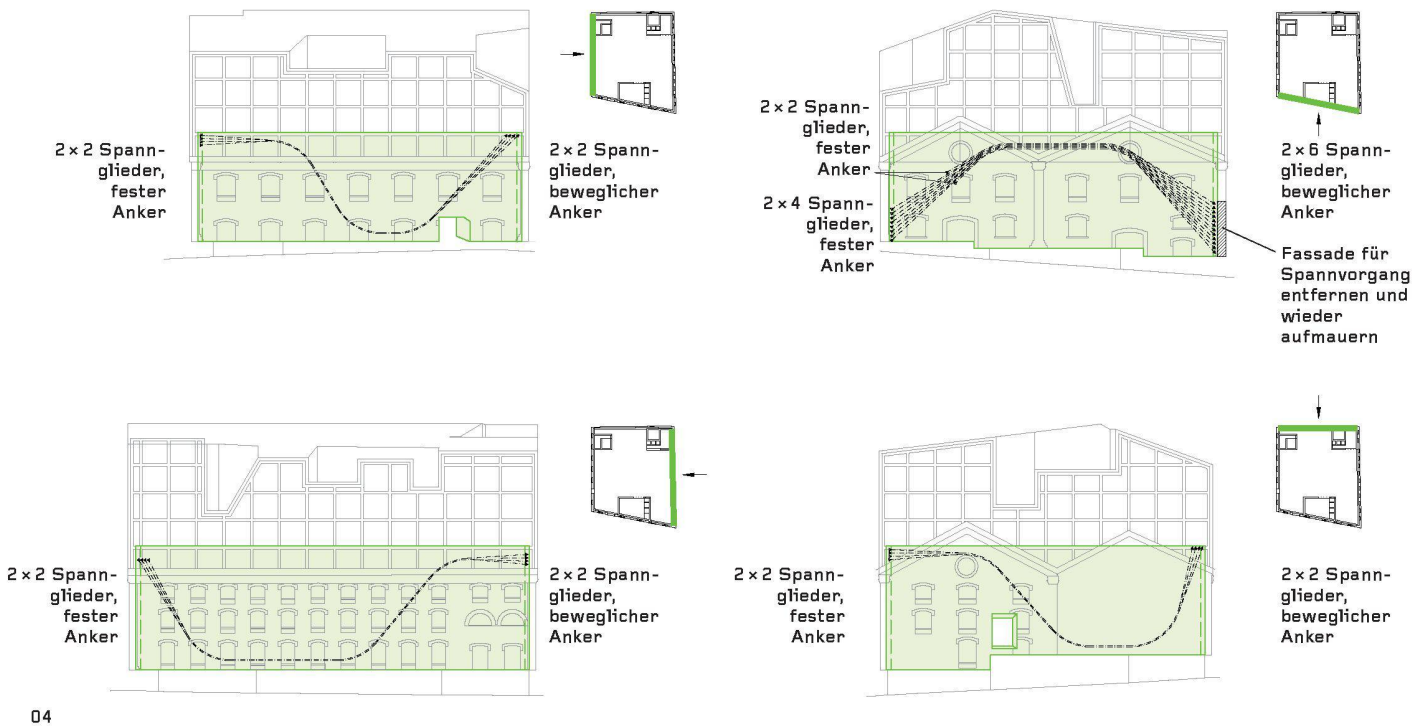 2 × 2 Spann-
glieder,
fester
Anker
2 × 2 Spann-
glieder,
beweglicher
Anker
2 × 2 Spann-
glieder,
fester
Anker
2 × 4 Spann-
glieder,
fester
Anker
2 × 6 Spann-
glieder,
beweglicher
Anker
Fassade für
Spannvorgang
entfernen und
wieder
aufmauern
2 × 2 Spann-
glieder,
fester
Anker
2 × 2 Spann-
glieder,
beweglicher
Anker
2 × 2 Spann-
glieder,
fester
Anker
2 × 2 Spann-
glieder,
beweglicher
Anker
04